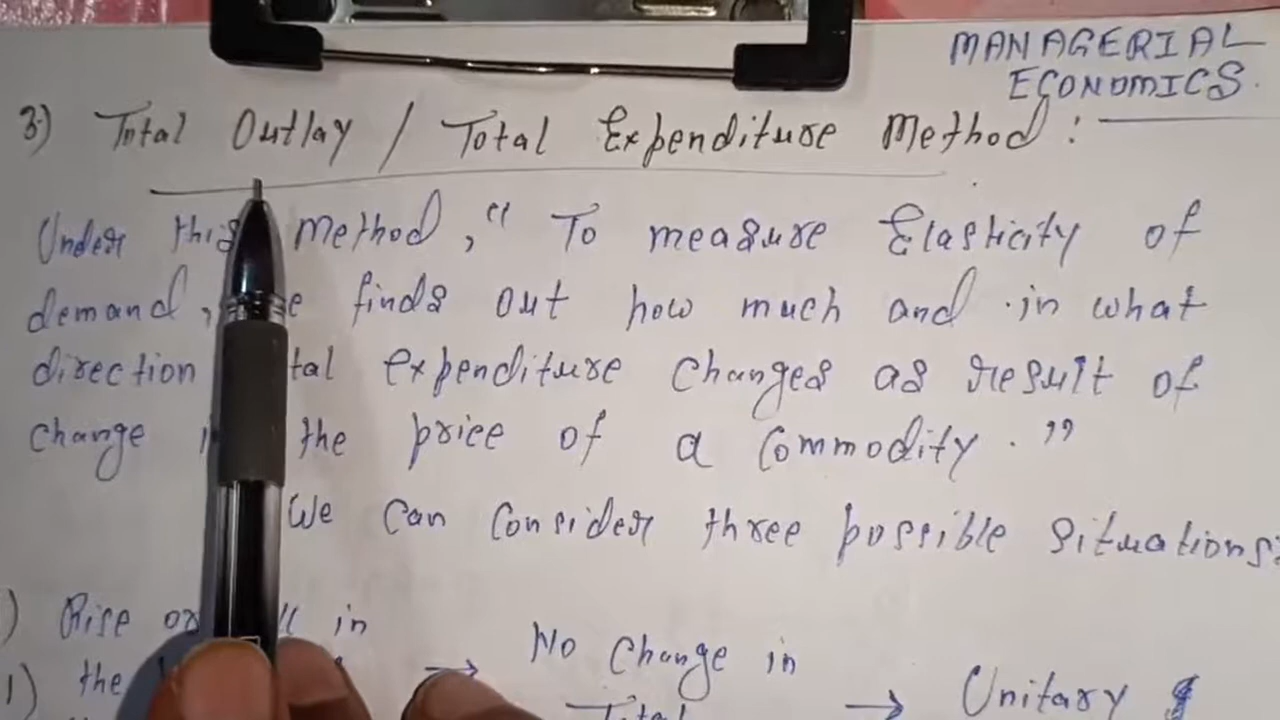 MANAGERIAL
ECONOMICS.
3.) Total Outlay / Total Expenditure Method :
Under this Method, " To measure Elasticity of
demand, finds out how much and in what
direction expenditure changes as result of
change the price of a Commodity . "
We Can Consider three possible Situations:
) Rise in
No Change in
1) the → → Unitary
Total